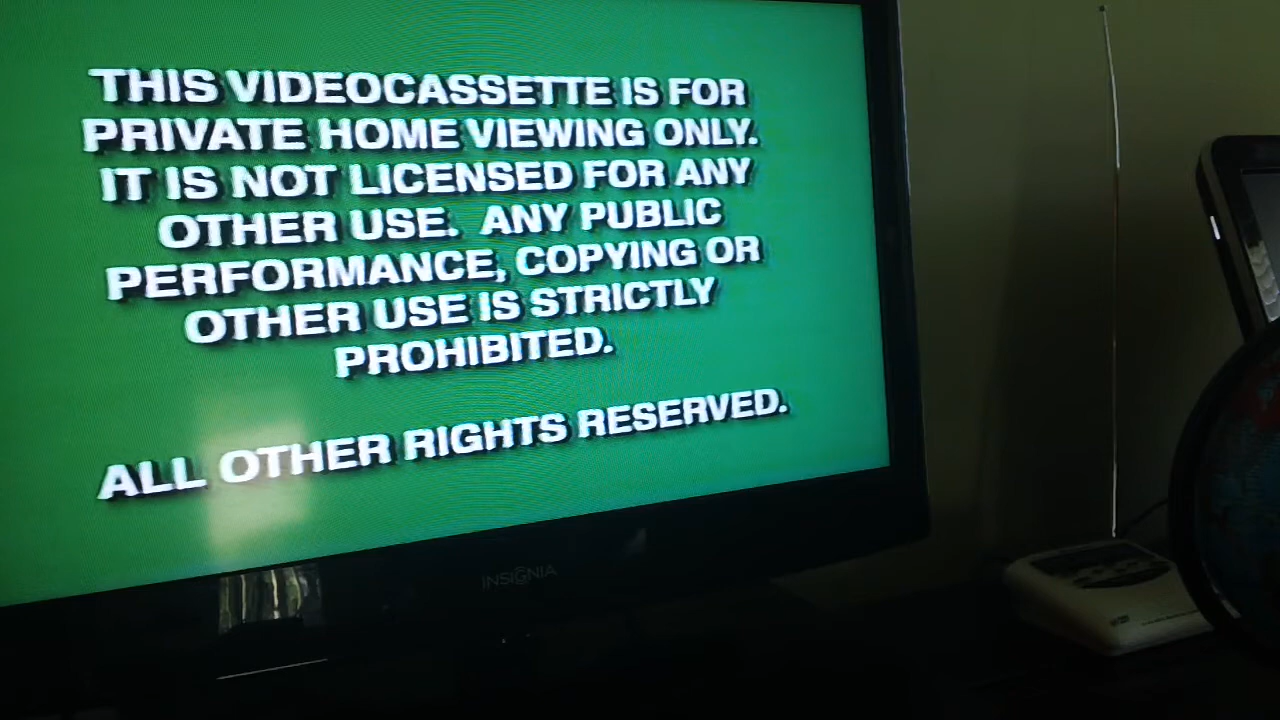 THIS VIDEOCASSETTE IS FOR
PRIVATE HOME VIEWING ONLY.
IT IS NOT LICENSED FOR ANY
OTHER USE. ANY PUBLIC
PERFORMANCE, COPYING OR
OTHER USE IS STRICTLY
PROHIBITED.
ALL OTHER RIGHTS RESERVED.
INSIGNIA